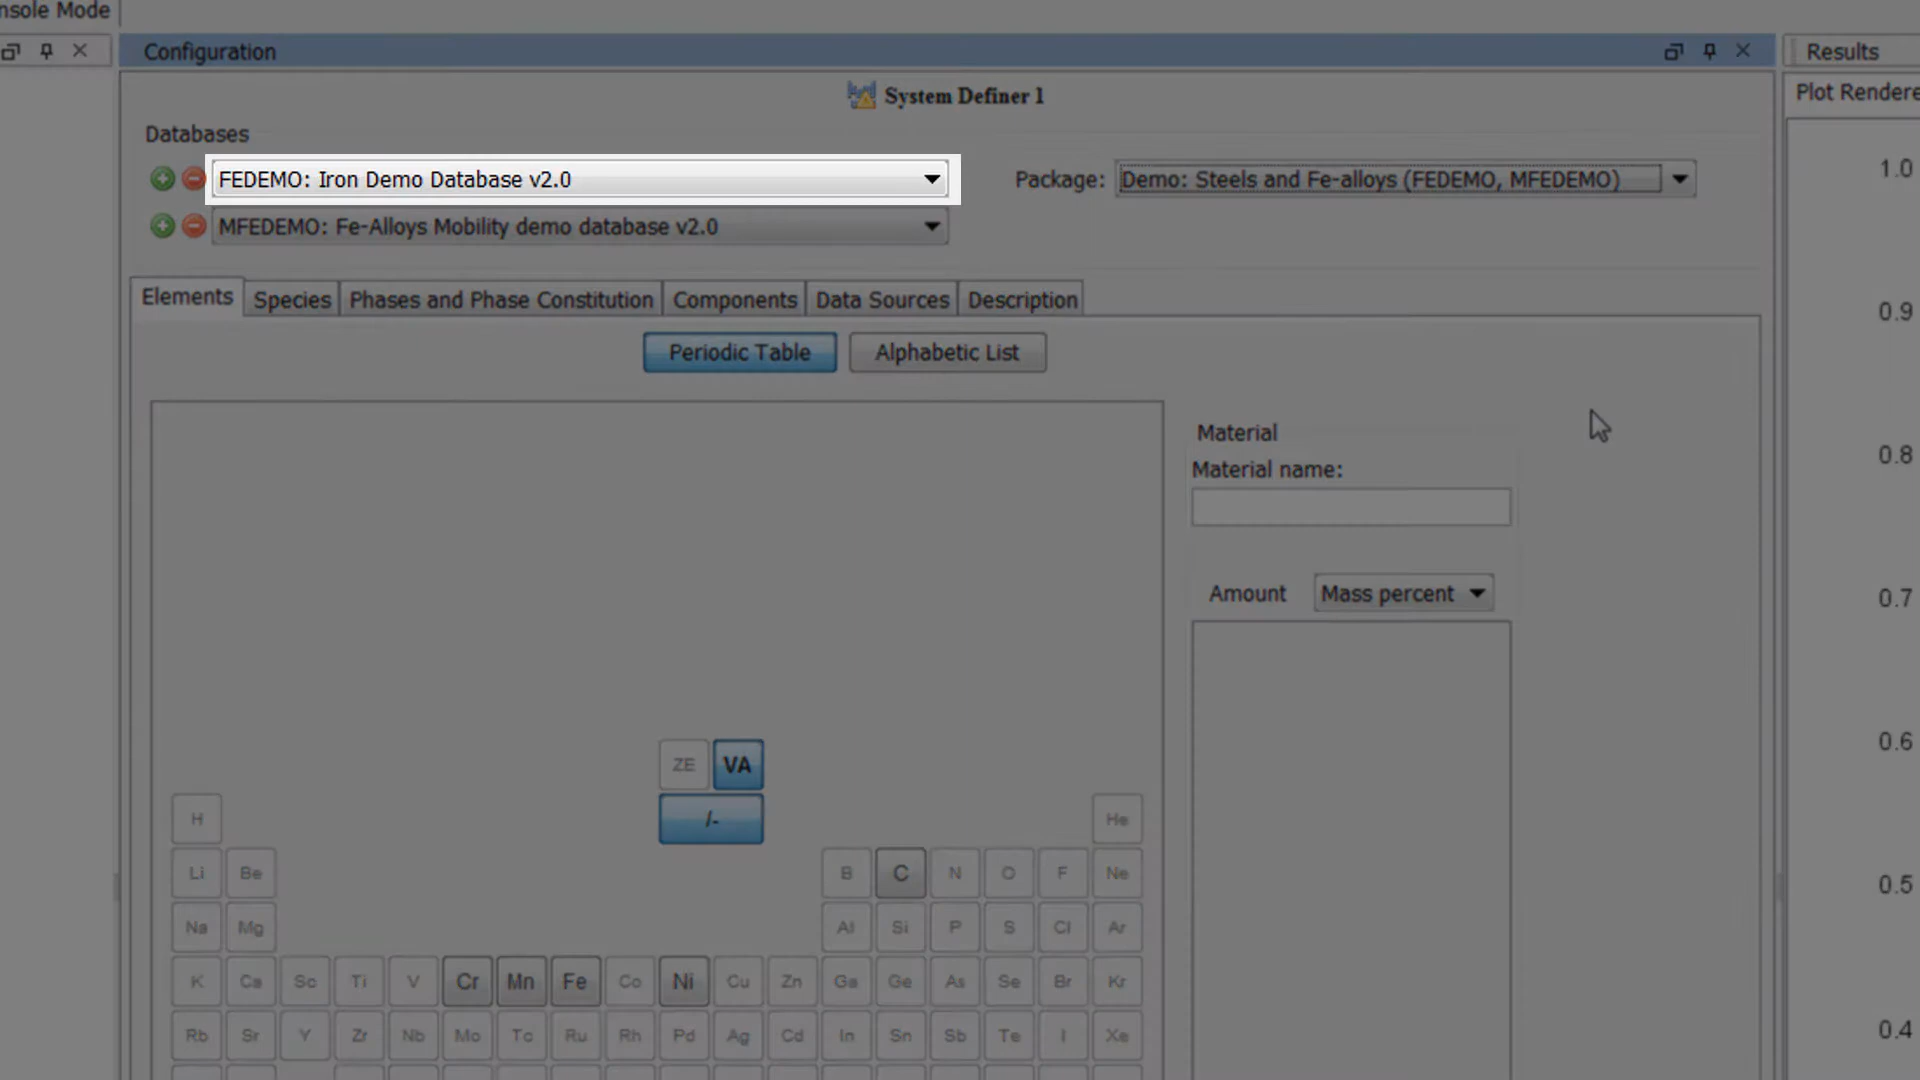 nsole Mode
Configuration
Results
System Definer 1
Plot Rendere
Databases
FEDEMO: Iron Demo Database v2.0
Package: Demo: Steels and Fe-alloys (FEDEMO, MFEDEMO)
MFEDEMO: Fe-Alloys Mobility demo database v2.0
Elements Species Phases and Phase Constitution Components Data Sources Description
Periodic Table Alphabetic List
Material
Material name:
Amount Mass percent
ZE VA
/-
H He
Li Be B C N O F Ne
Na Mg Al Si P S Cl Ar
K Ca Sc Ti V Cr Mn Fe Co Ni Cu Zn Ga Ge As Se Br Kr
Rb Sr Y Zr Nb Mo Tc Ru Rh Pd Ag Cd In Sn Sb Te I Xe
1.0
0.9
0.8
0.7
0.6
0.5
0.4